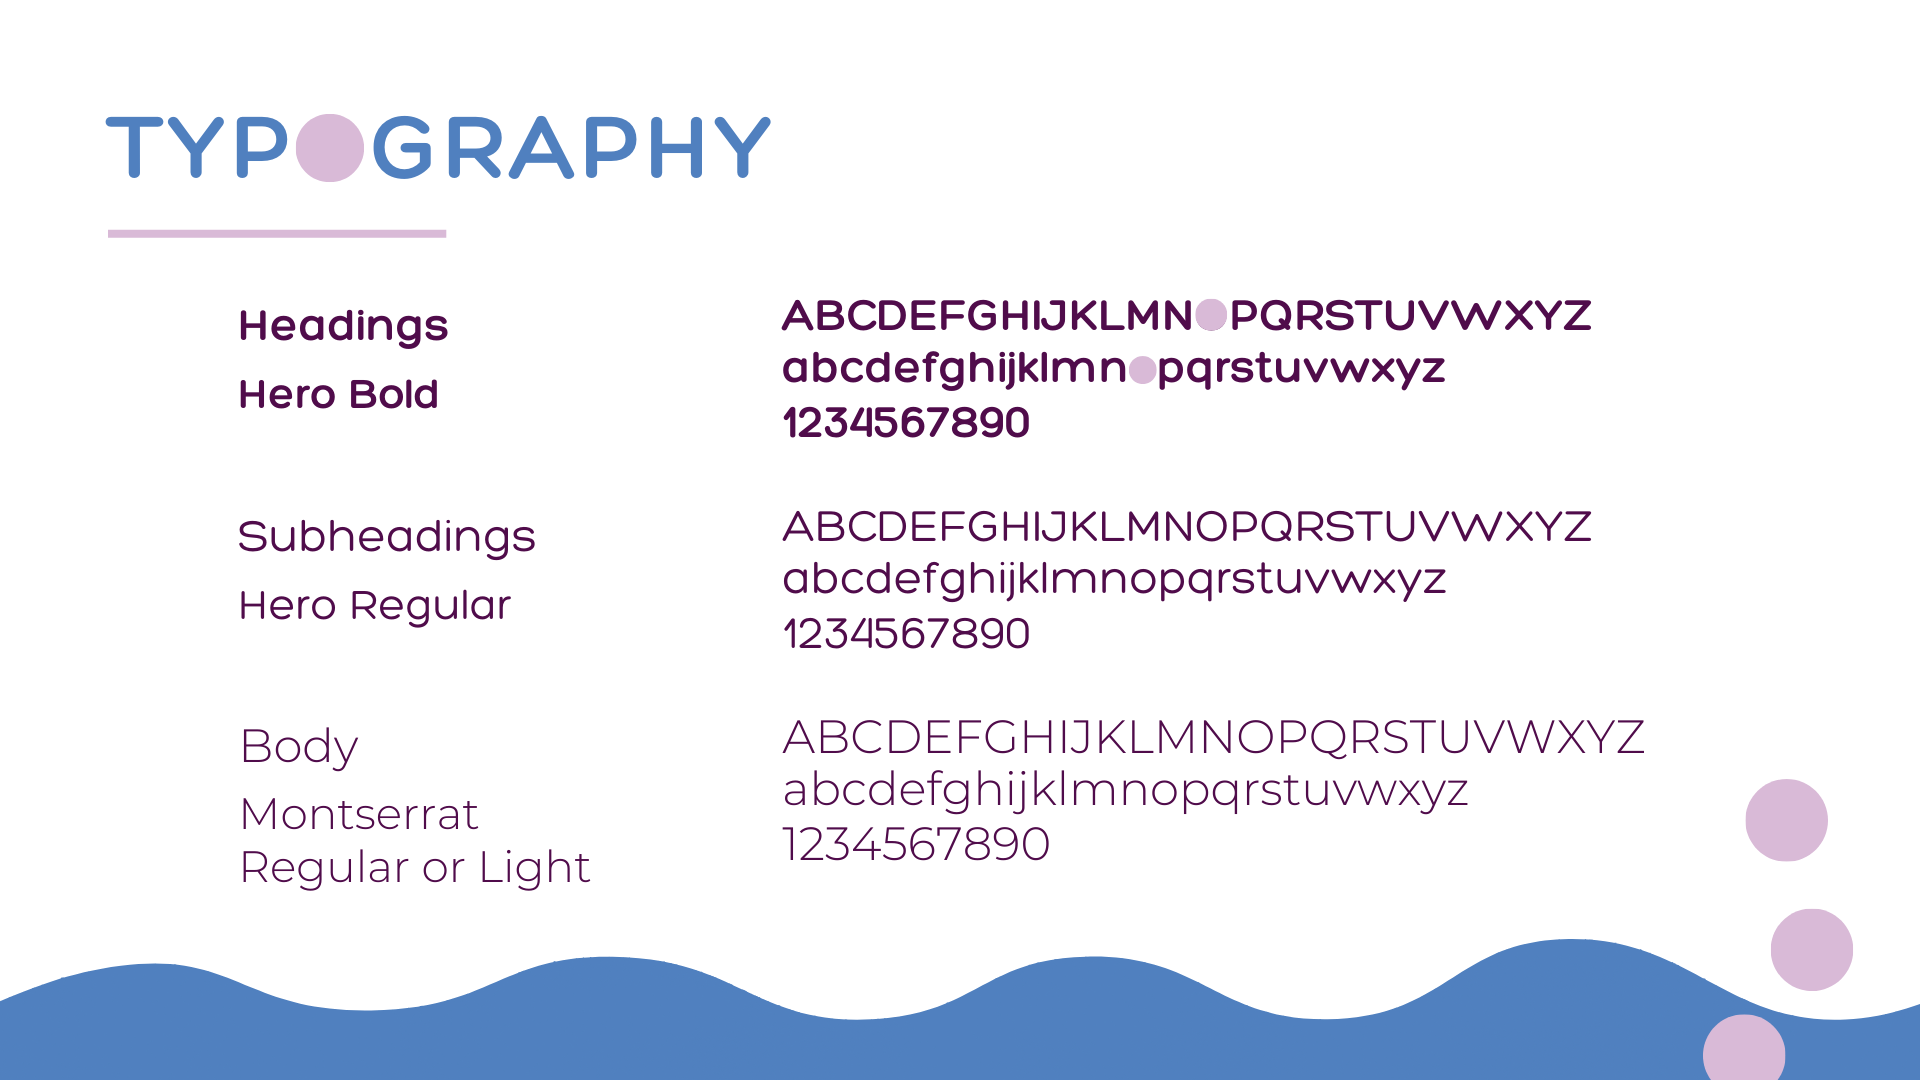 TYPOGRAPHY
Headings
Hero Bold
ABCDEFGHIJKLMNOPQRSTUVWXYZ
abcdefghijklmnopqrstuvwxyz
1234567890
Subheadings
Hero Regular
ABCDEFGHIJKLMNOPQRSTUVWXYZ
abcdefghijklmnopqrstuvwxyz
1234567890
Body
Montserrat
Regular or Light
ABCDEFGHIJKLMNOPQRSTUVWXYZ
abcdefghijklmnopqrstuvwxyz
1234567890